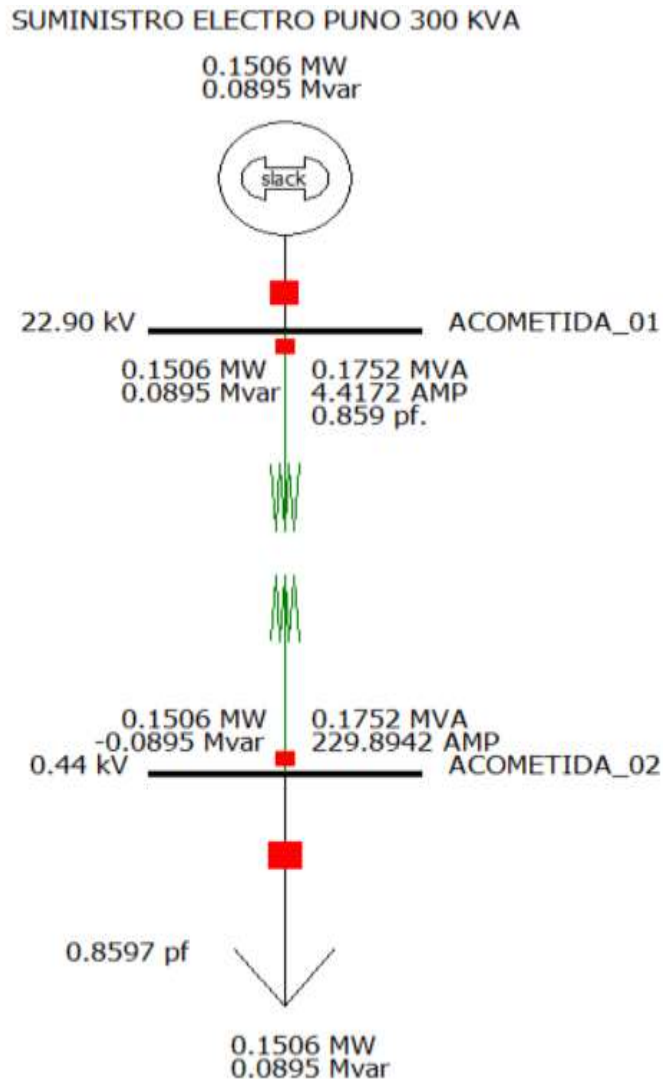 SUMINISTRO ELECTRO PUNO 300 KVA
0.1506 MW
0.0895 Mvar
slack
22.90 kV
ACOMETIDA_01
0.1506 MW
0.1752 MVA
0.0895 Mvar
4.4172 AMP
0.859 pf.
0.1506 MW
0.1752 MVA
-0.0895 Mvar
229.8942 AMP
0.44 kV
ACOMETIDA_02
0.8597 pf
0.1506 MW
0.0895 Mvar